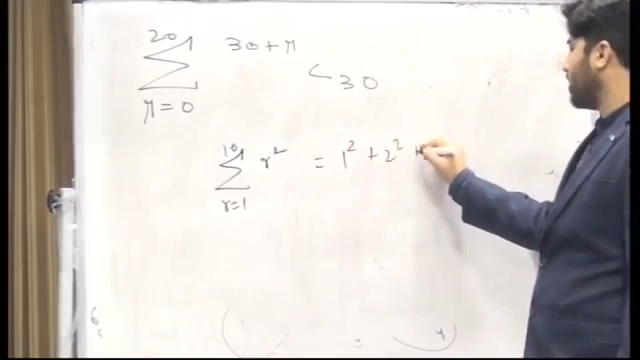 20
∑ 30+r
C 30
r=0
10
∑ r² = 1² + 2² +
r=1